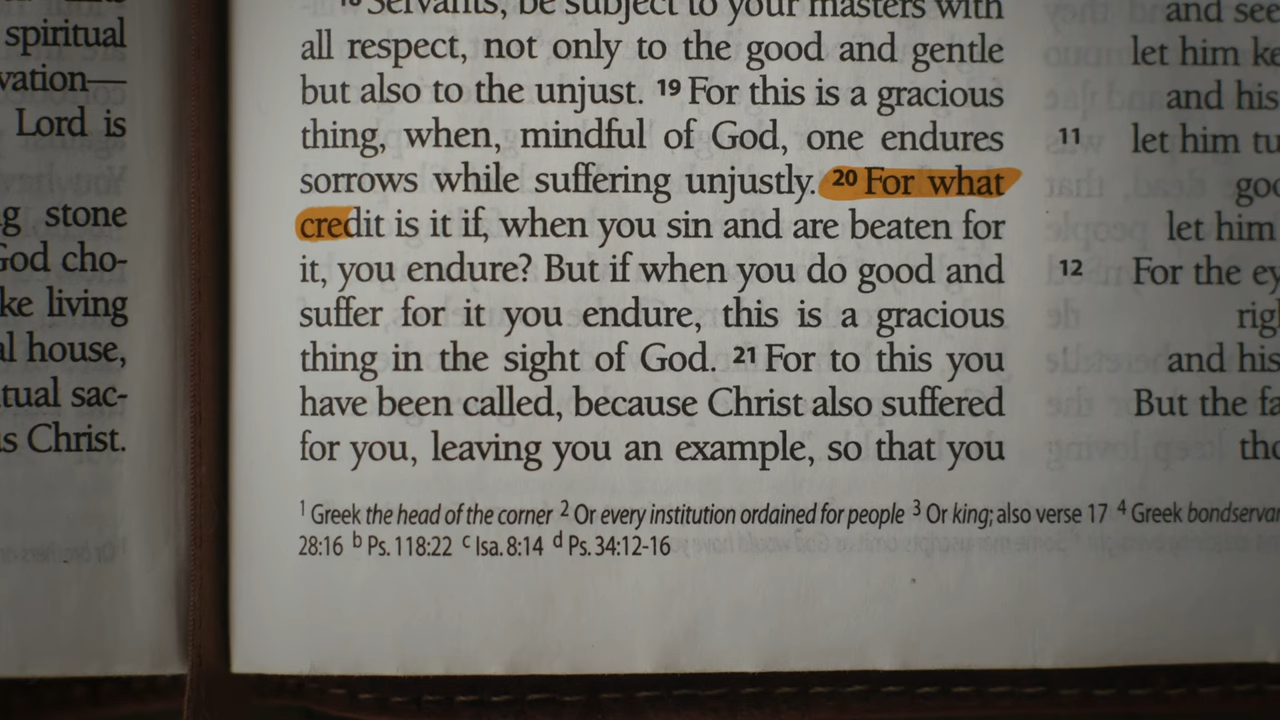 spiritual
vation—
Lord is
g stone
God cho-
ke living
al house,
tual sac-
s Christ.
18 Servants, be subject to your masters with
all respect, not only to the good and gentle
but also to the unjust. 19 For this is a gracious
thing, when, mindful of God, one endures
sorrows while suffering unjustly. 20 For what
credit is it if, when you sin and are beaten for
it, you endure? But if when you do good and
suffer for it you endure, this is a gracious
thing in the sight of God. 21 For to this you
have been called, because Christ also suffered
for you, leaving you an example, so that you
1 Greek the head of the corner 2 Or every institution ordained for people 3 Or king; also verse 17 4 Greek bondservan
28:16 b Ps. 118:22 c Isa. 8:14 d Ps. 34:12-16
and see
let him ke
and his
11 let him tu
goo
let him
12 For the ey
rig
and his
But the fa
tho